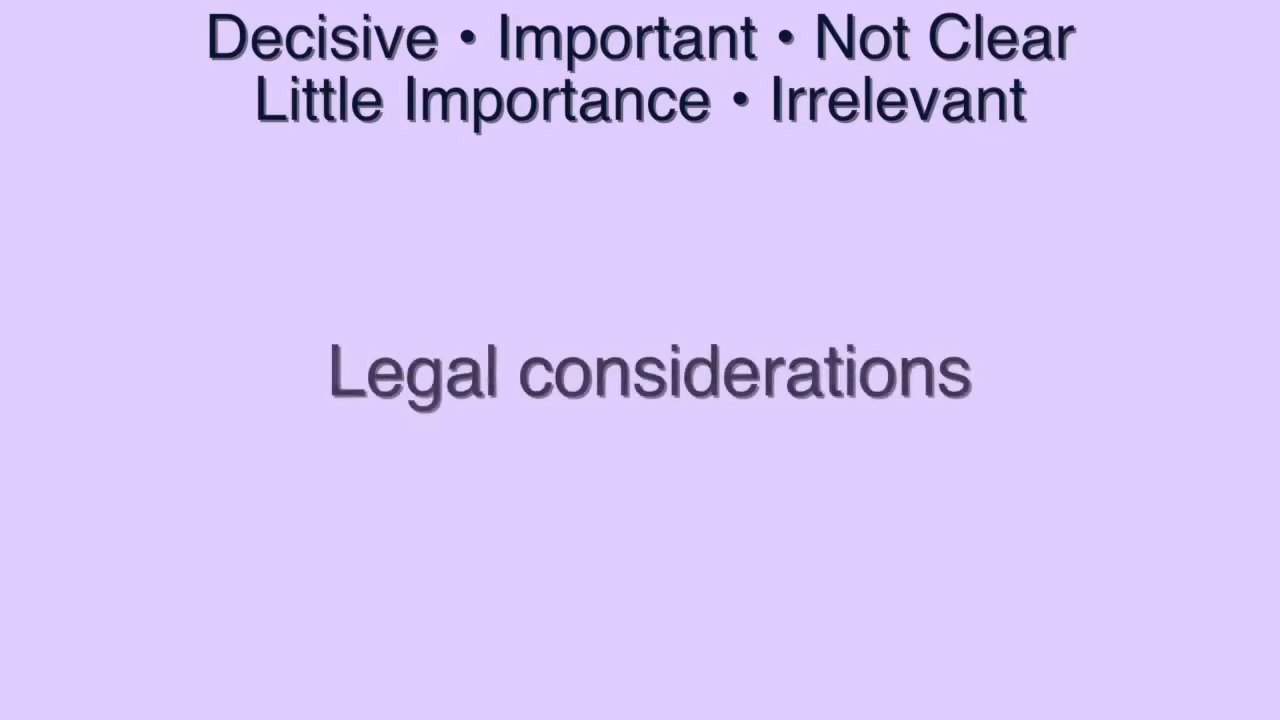 Decisive • Important • Not Clear
Little Importance • Irrelevant
Legal considerations